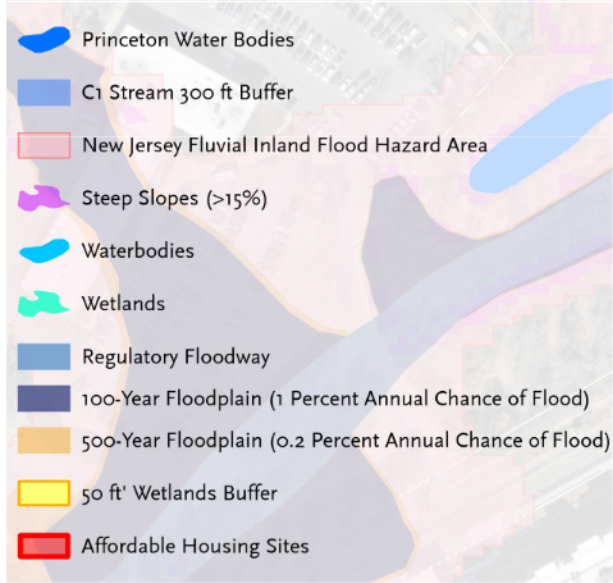 Princeton Water Bodies
C1 Stream 300 ft Buffer
New Jersey Fluvial Inland Flood Hazard Area
Steep Slopes (>15%)
Waterbodies
Wetlands
Regulatory Floodway
100-Year Floodplain (1 Percent Annual Chance of Flood)
500-Year Floodplain (0.2 Percent Annual Chance of Flood)
50 ft' Wetlands Buffer
Affordable Housing Sites